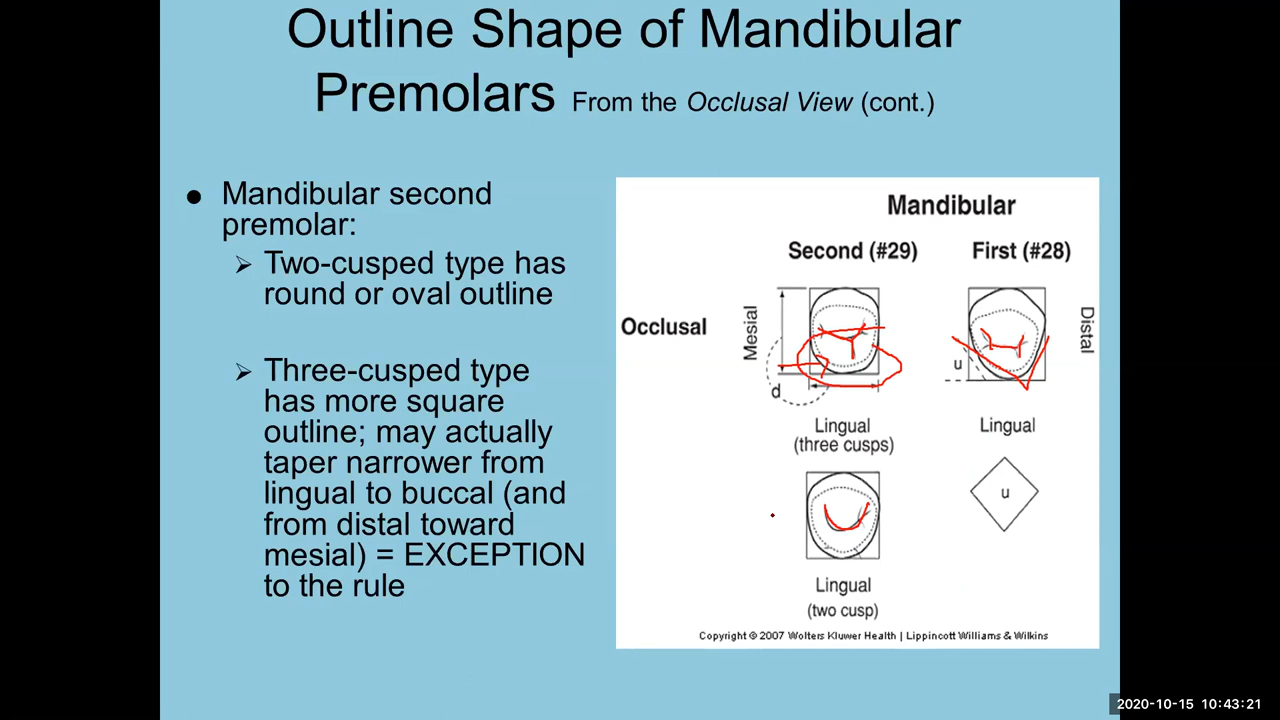 Outline Shape of Mandibular
Premolars From the Occusal View (cont.)
● Mandibular second
premolar:
➢ Two-cusped type has
round or oval outline
➢ Three-cusped type
has more square
outline; may actually
taper narrower from
lingual to buccal (and
from distal toward
mesial) = EXCEPTION
to the rule
Mandibular
Second (#29) First (#28)
Occlusal
Mesial
Distal
d
u
Lingual
(three cusps)
Lingual
u
Lingual
(two cusp)
Copyright © 2007 Wolters Kluwer Health | Lippincott Williams & Wilkins
2020-10-15 10:43:21